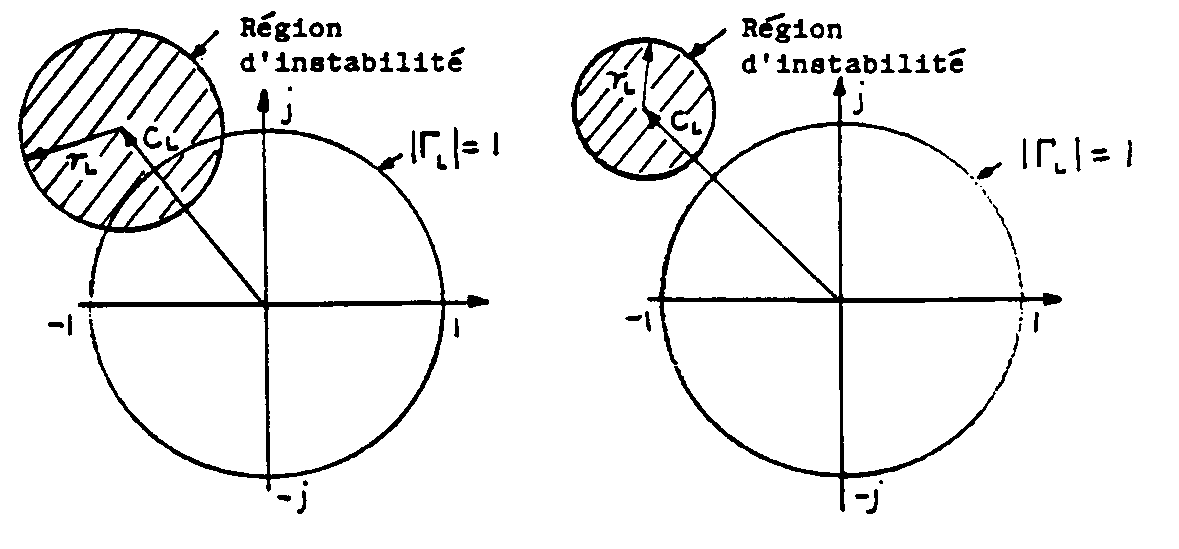 Région
d'instabilité
j
C_L
r_L
|Γ_L| = 1
-1
1
-j
Région
d'instabilité
j
r_L
C_L
|Γ_L| = 1
-1
1
-j